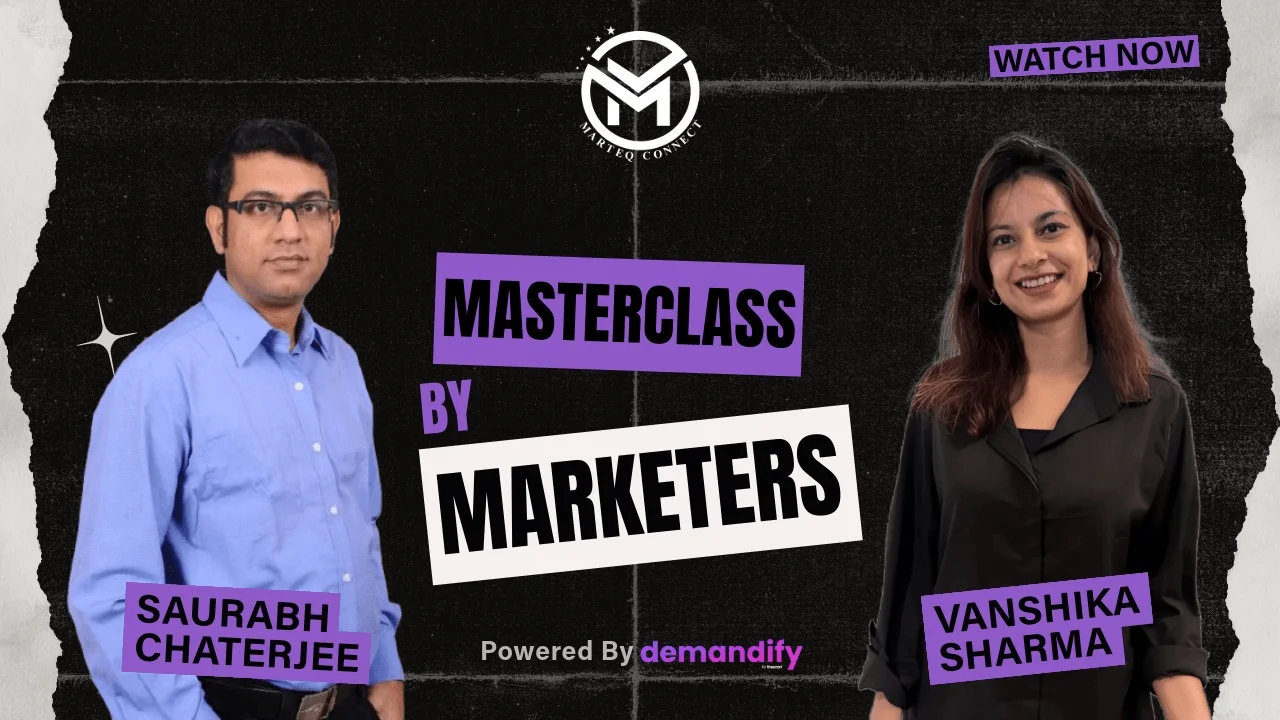 WATCH NOW
MARTEQ CONNECT
MASTERCLASS
BY
MARKETERS
SAURABH
CHATERJEE
VANSHIKA
SHARMA
Powered By demandify